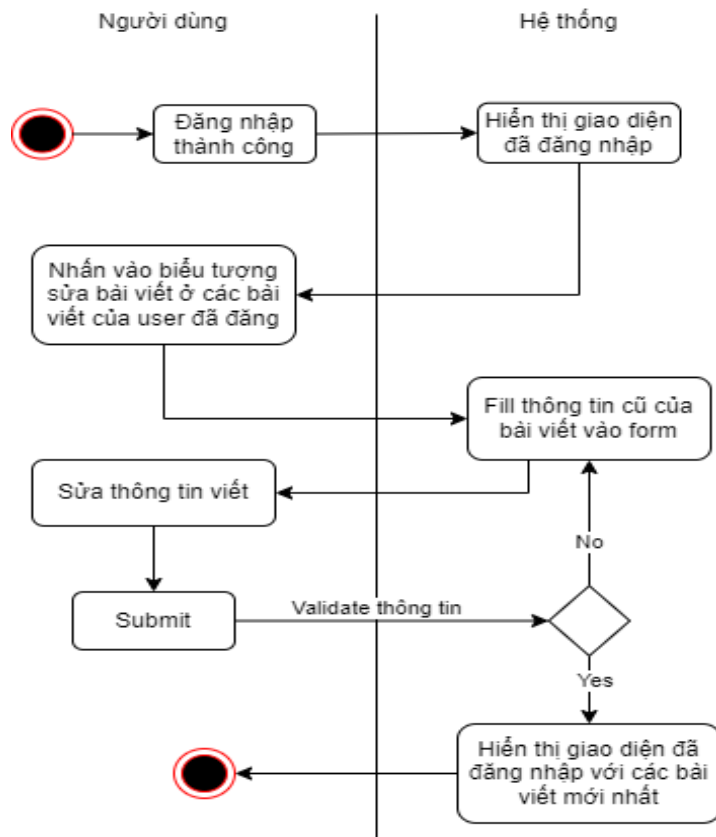 Người dùng
Hệ thống
Đăng nhập
thành công
Hiển thị giao diện
đã đăng nhập
Nhấn vào biểu tượng
sửa bài viết ở các bài
viết của user đã đăng
Fill thông tin cũ của
bài viết vào form
Sửa thông tin viết
No
Submit
Validate thông tin
Yes
Hiển thị giao diện đã
đăng nhập với các bài
viết mới nhất